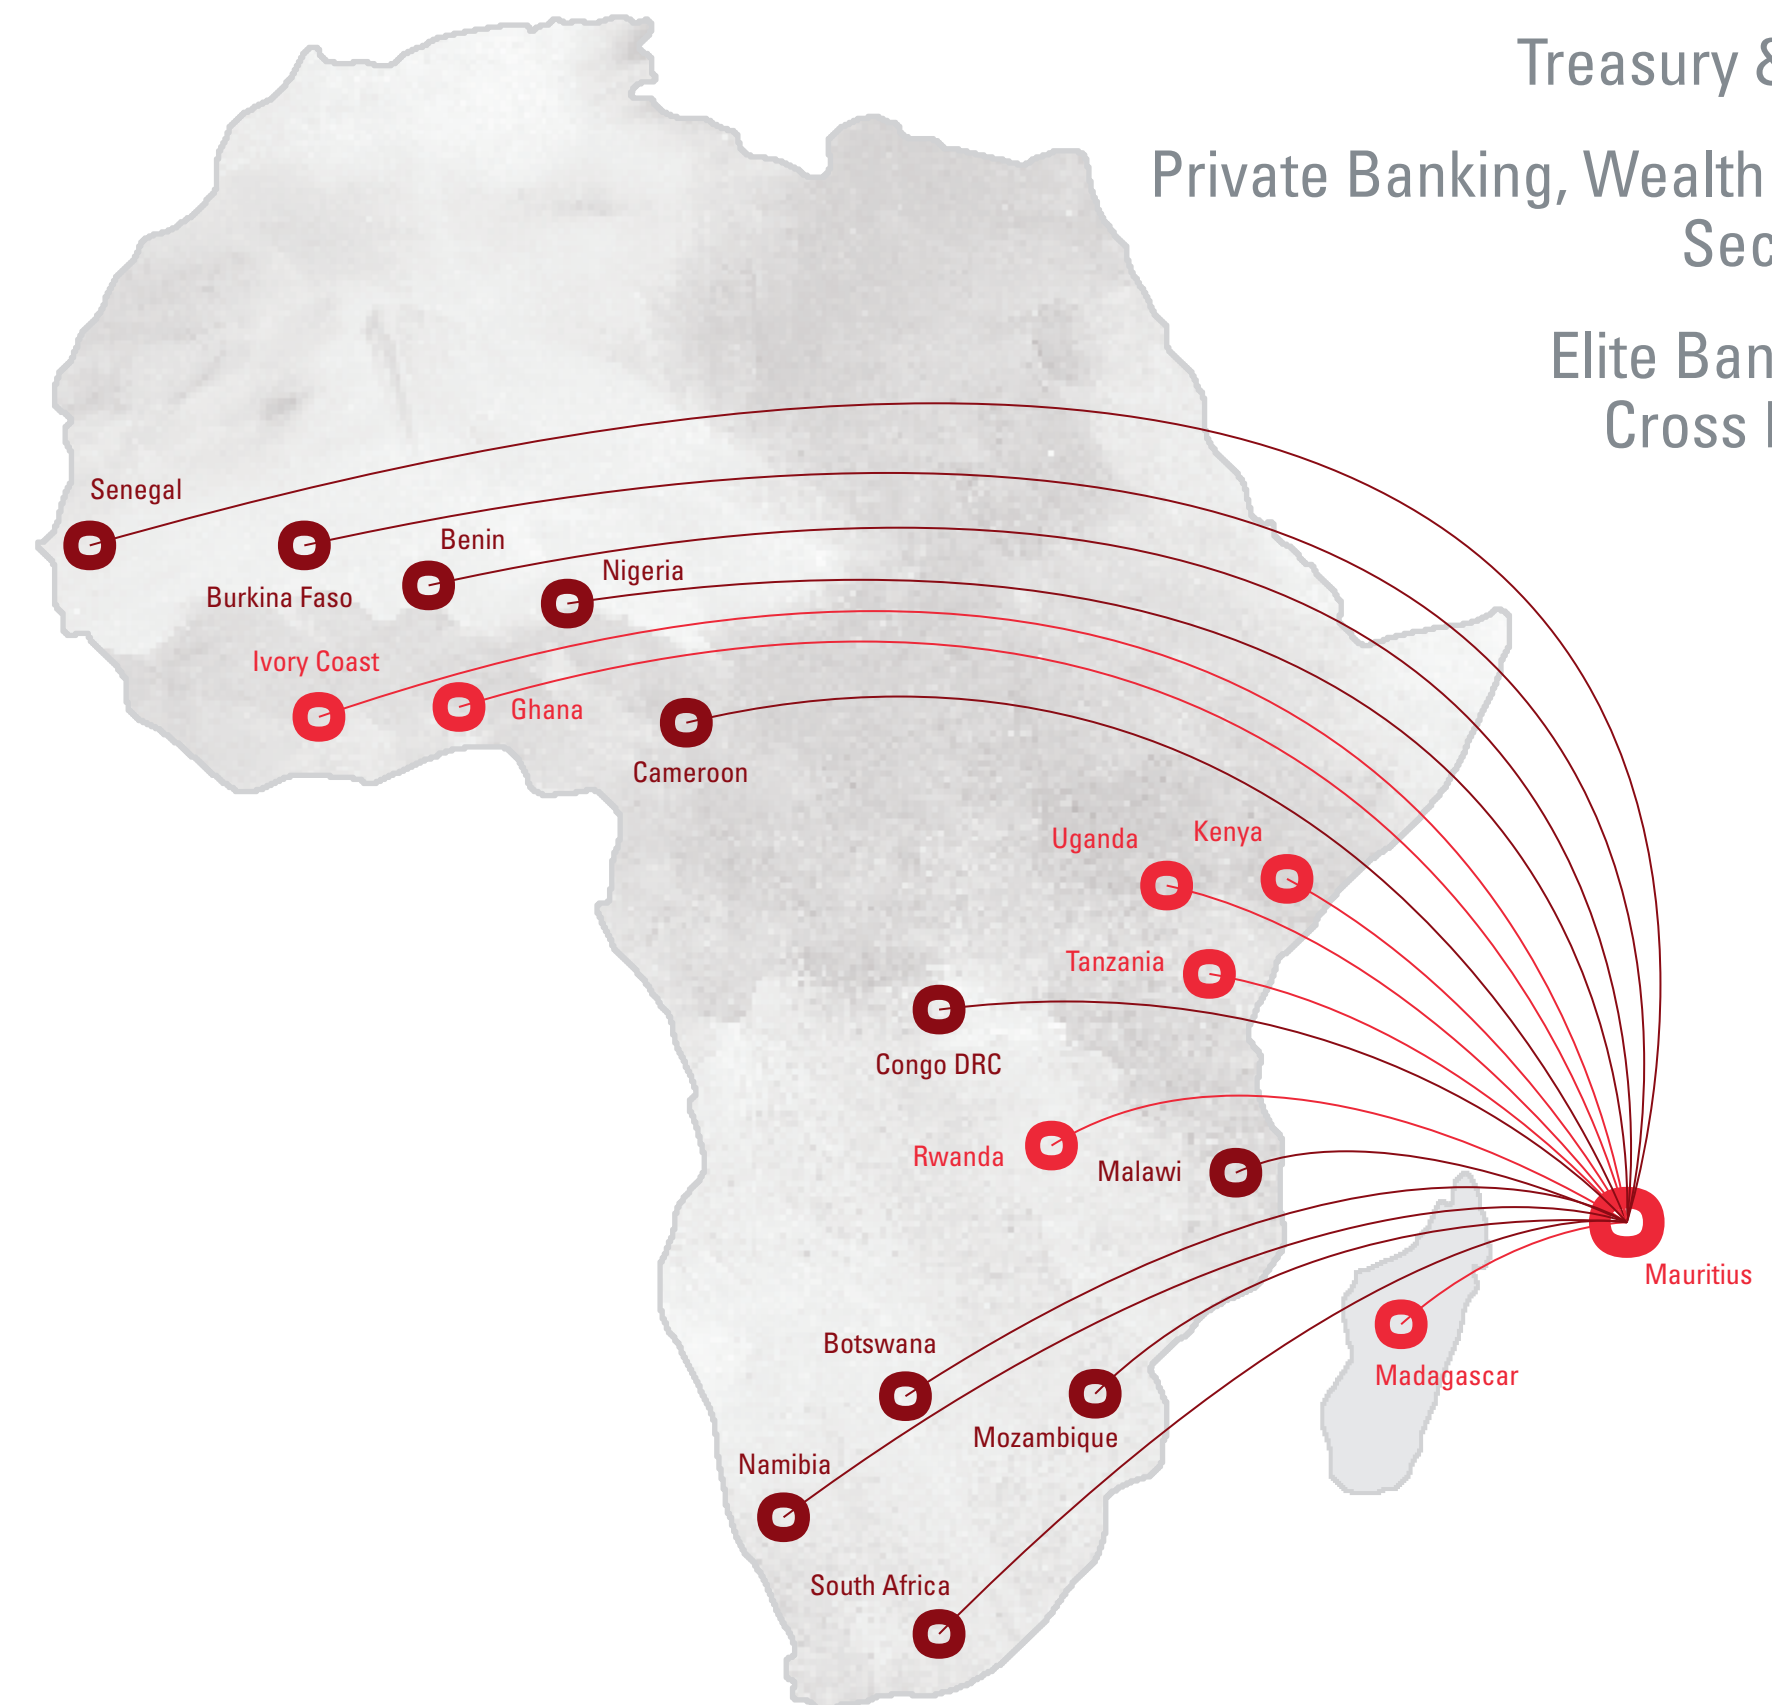 Treasury &
Private Banking, Wealth
Sec
Elite Ban
Cross
Senegal
Benin
Nigeria
Burkina Faso
Ivory Coast
Ghana
Cameroon
Uganda
Kenya
Tanzania
Congo DRC
Rwanda
Malawi
Mauritius
Botswana
Madagascar
Mozambique
Namibia
South Africa